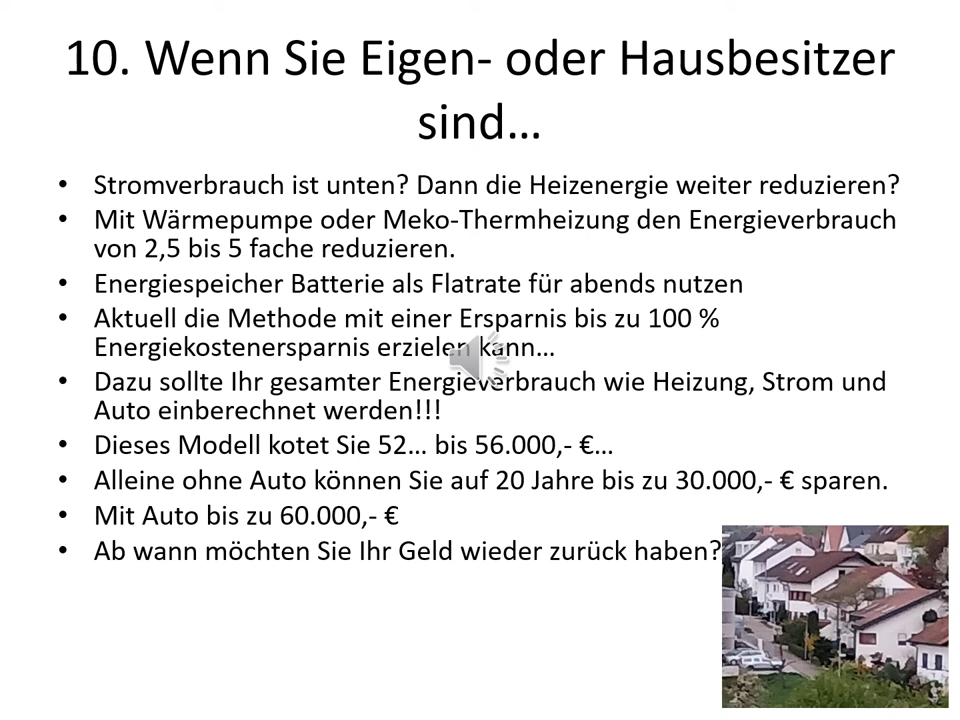 10. Wenn Sie Eigen- oder Hausbesitzer
sind…
• Stromverbrauch ist unten? Dann die Heizenergie weiter reduzieren?
• Mit Wärmepumpe oder Meko-Thermheizung den Energieverbrauch
von 2,5 bis 5 fache reduzieren.
• Energiespeicher Batterie als Flatrate für abends nutzen
• Aktuell die Methode mit einer Ersparnis bis zu 100 %
Energiekostenersparnis erzielen kann…
• Dazu sollte Ihr gesamter Energieverbrauch wie Heizung, Strom und
Auto einberechnet werden!!!
• Dieses Modell kotet Sie 52… bis 56.000,- €…
• Alleine ohne Auto können Sie auf 20 Jahre bis zu 30.000,- € sparen.
• Mit Auto bis zu 60.000,- €
• Ab wann möchten Sie Ihr Geld wieder zurück haben?